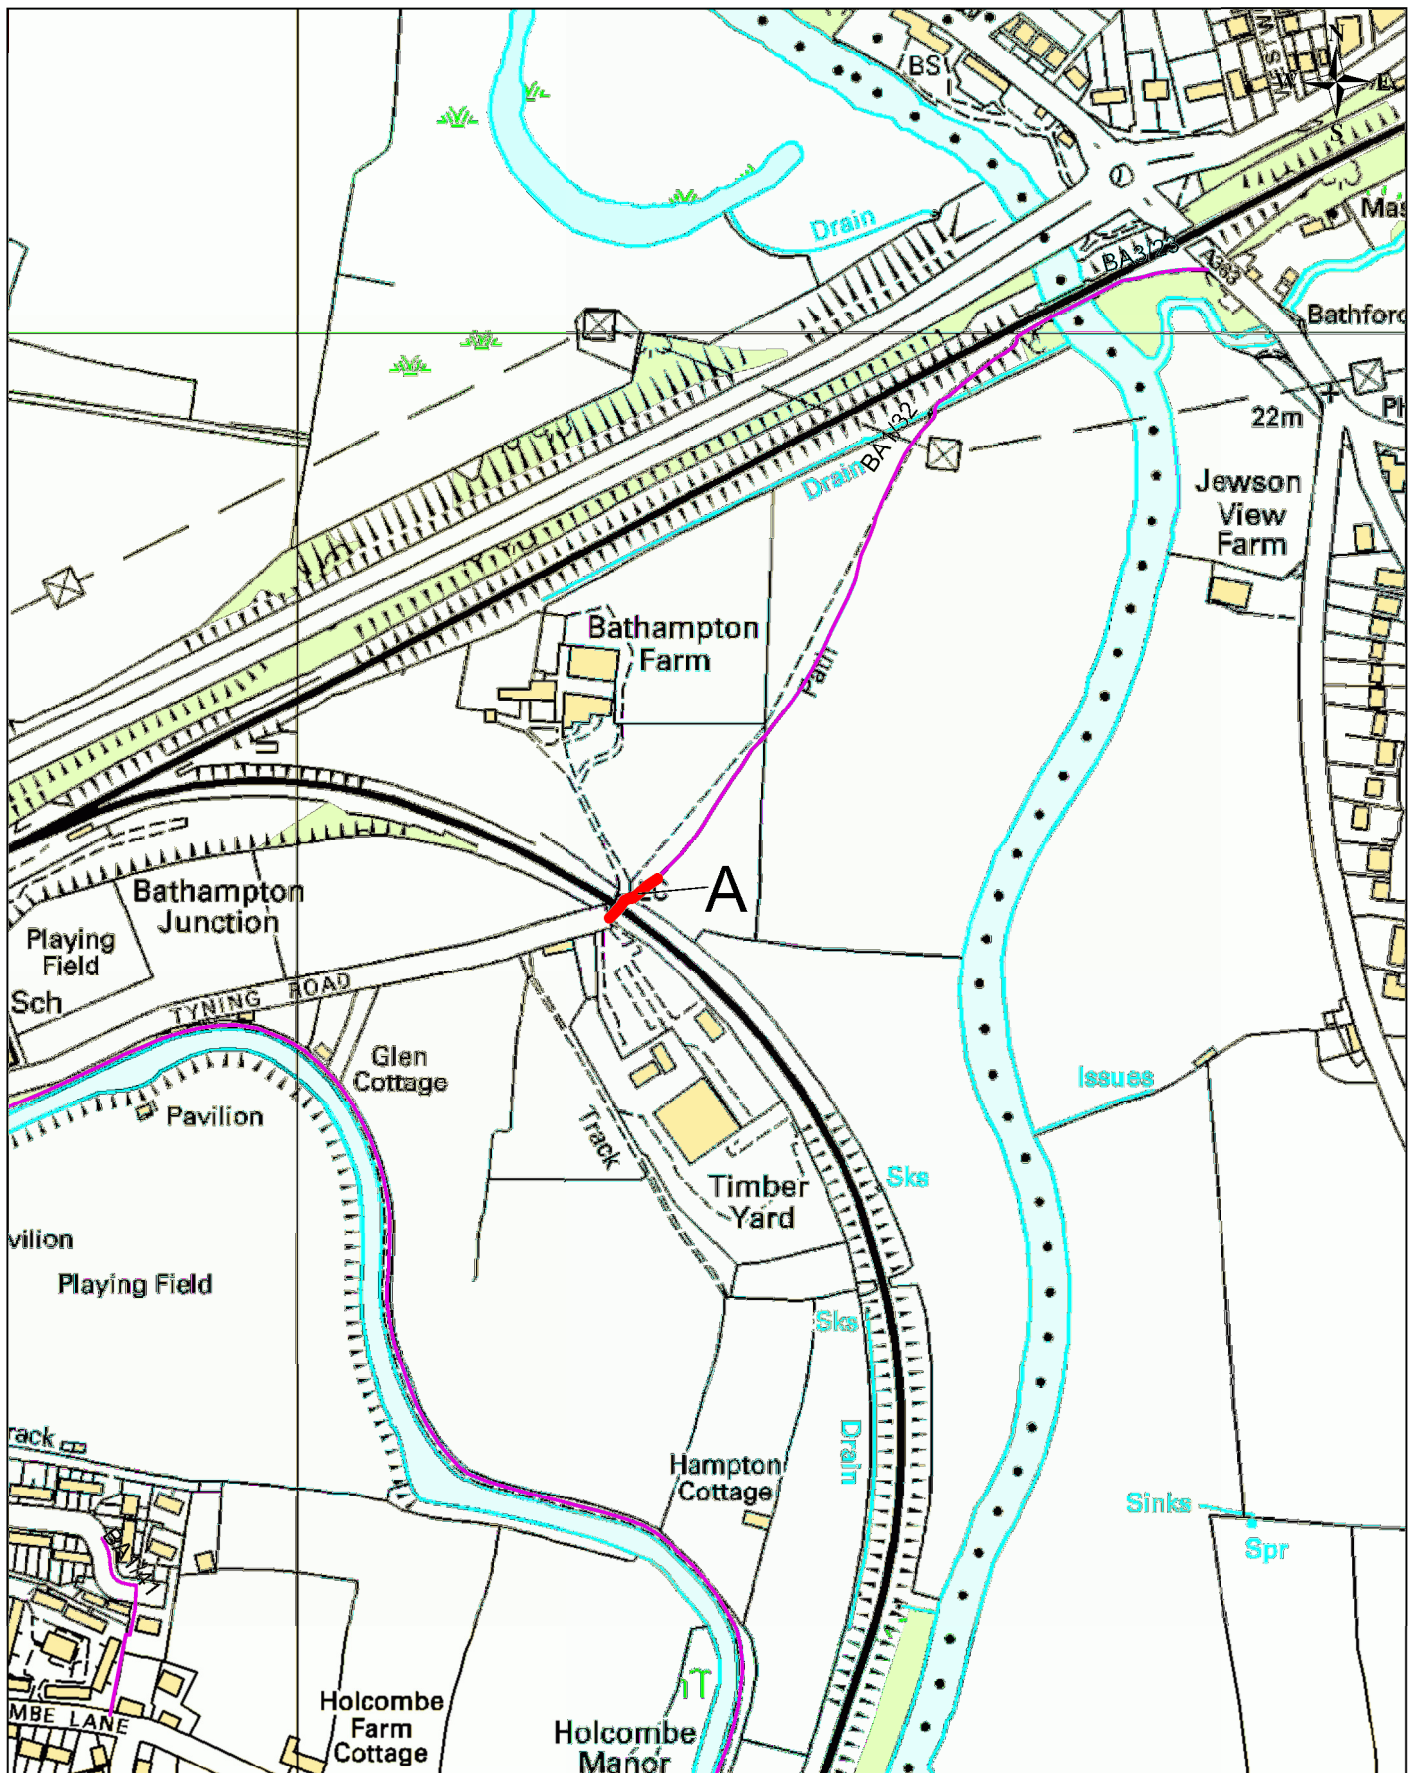 BS
N
W
E
S
Mas
Drain
BA3/23
A363
Bathford
22m
Drain
Jewson
View
Farm
Bathampton
Farm
Path
A
Bathampton
Junction
Playing
Field
Sch
TYNING ROAD
Glen
Cottage
Issues
Pavilion
Track
Timber
Yard
Sks
vilion
Playing Field
Sks
Drain
rack
Hampton
Cottage
Sinks
Spr
MBE LANE
Holcombe
Farm
Cottage
Holcombe
Manor